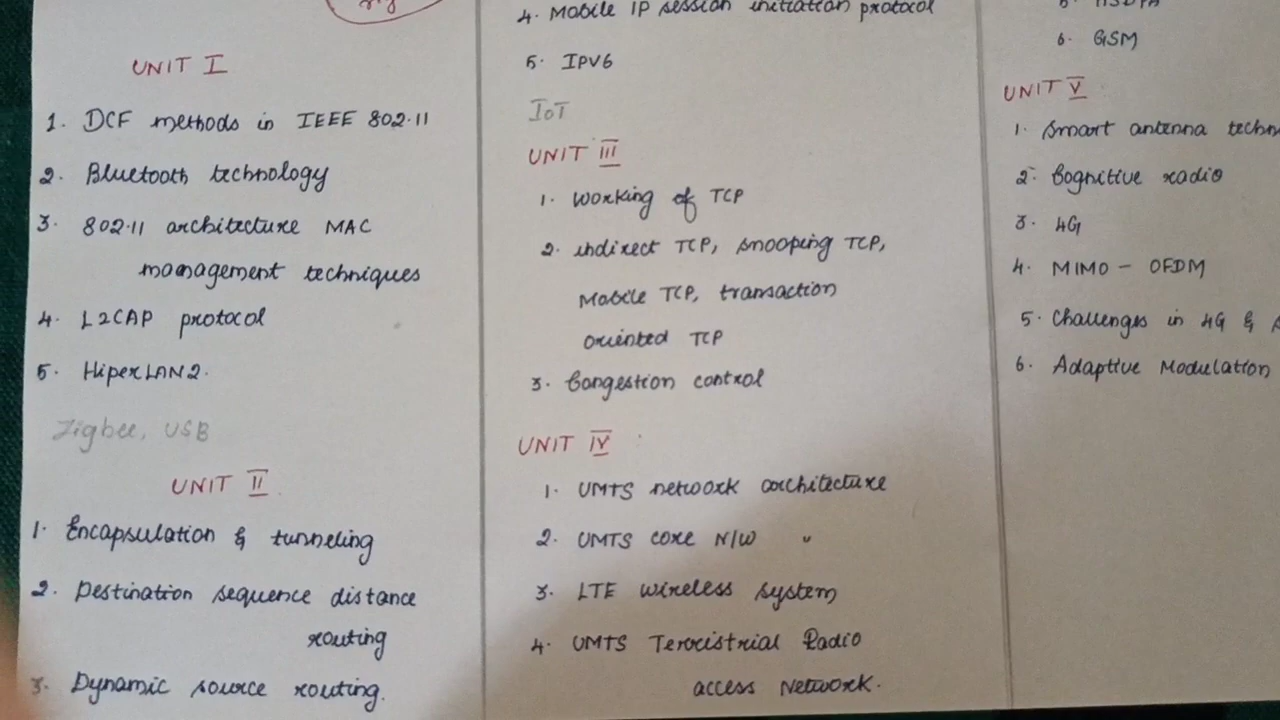 UNIT I
1. DCF methods in IEEE 802.11
2. Bluetooth technology
3. 802.11 architecture MAC
management techniques
4. L2CAP protocol
5. HiperLAN2.
Zigbee, USB
UNIT II
1. Encapsulation & tunneling
2. Destination sequence distance
routing
3. Dynamic source routing.
4. Mobile IP session initiation protocol
5. IPV6
IoT
UNIT III
1. Working of TCP
2. indirect TCP, snooping TCP,
Mobile TCP, transaction
oriented TCP
3. Congestion control
UNIT IV
1. UMTS network architecture
2. UMTS core N/W "
3. LTE wireless system
4. UMTS Terristrial Radio
access Network.
HSDPA
6. GSM
UNIT V
1. Smart antenna techn
2. Cognitive radio
3. 4G
4. MIMO - OFDM
5. Challenges in 4G &
6. Adaptive Modulation